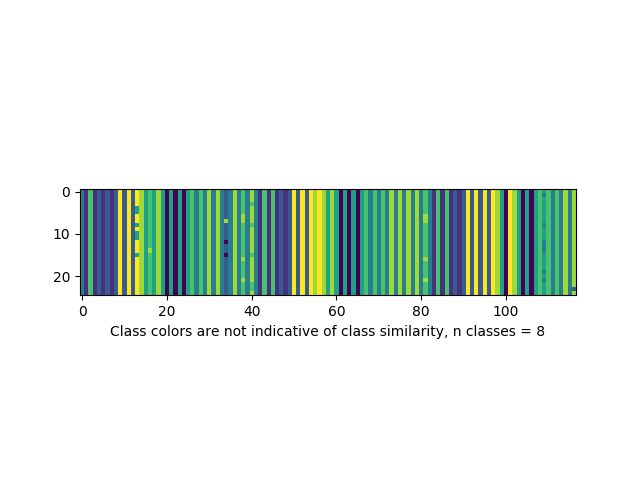 0
10
20
0 20 40 60 80 100
Class colors are not indicative of class similarity, n classes = 8